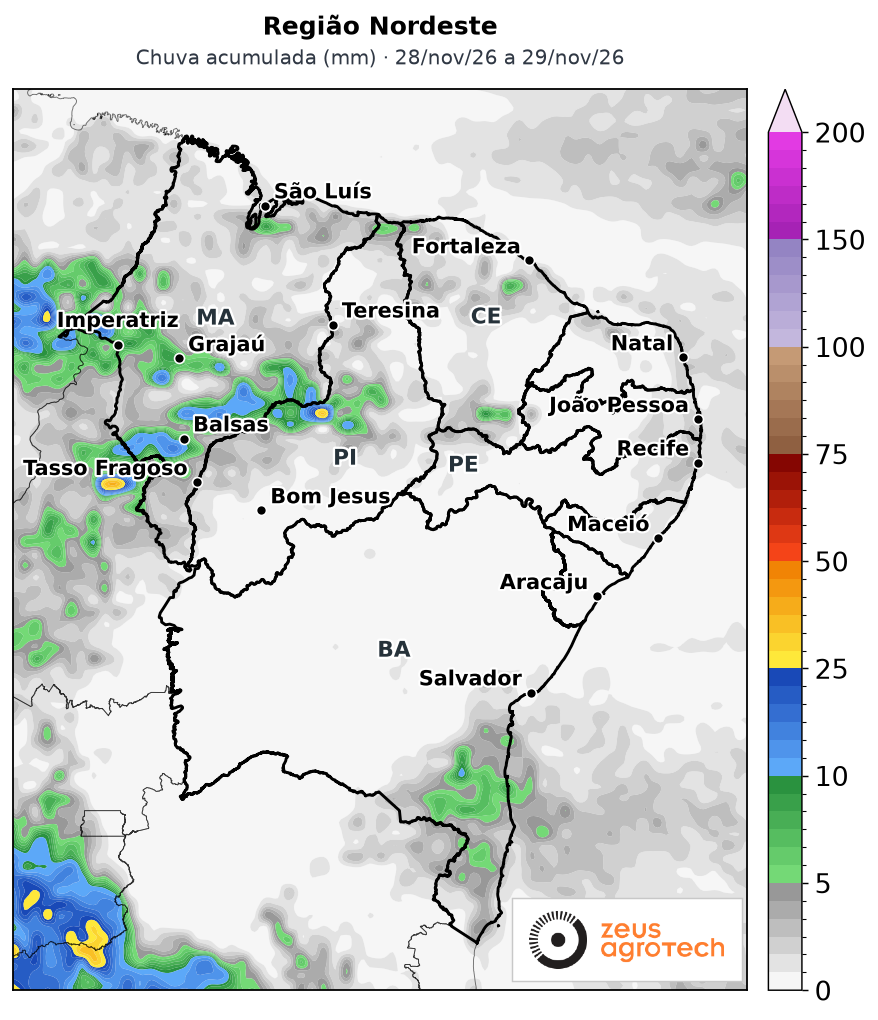 Região Nordeste
Chuva acumulada (mm) · 28/nov/26 a 29/nov/26
São Luís
Fortaleza
Teresina
MA
CE
Imperatriz
Grajaú
Natal
João Pessoa
Balsas
Recife
PI
PE
Tasso Fragoso
Bom Jesus
Maceió
Aracaju
BA
Salvador
200
150
100
75
50
25
10
5
0
zeus
agrotech